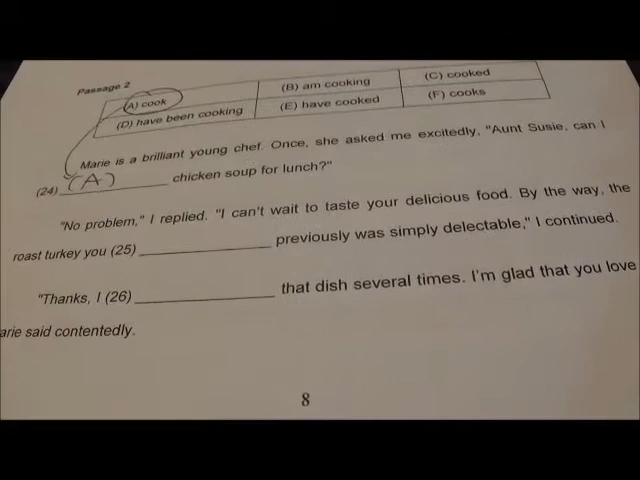 Passage 2
(A) cook (B) am cooking (C) cooked
(D) have been cooking (E) have cooked (F) cooks
Marie is a brilliant young chef. Once, she asked me excitedly, "Aunt Susie, can I
(24) (A) chicken soup for lunch?"
"No problem," I replied. "I can't wait to taste your delicious food. By the way, the
roast turkey you (25) ____________ previously was simply delectable," I continued.
"Thanks, I (26) ____________ that dish several times. I'm glad that you love
arie said contentedly.
8